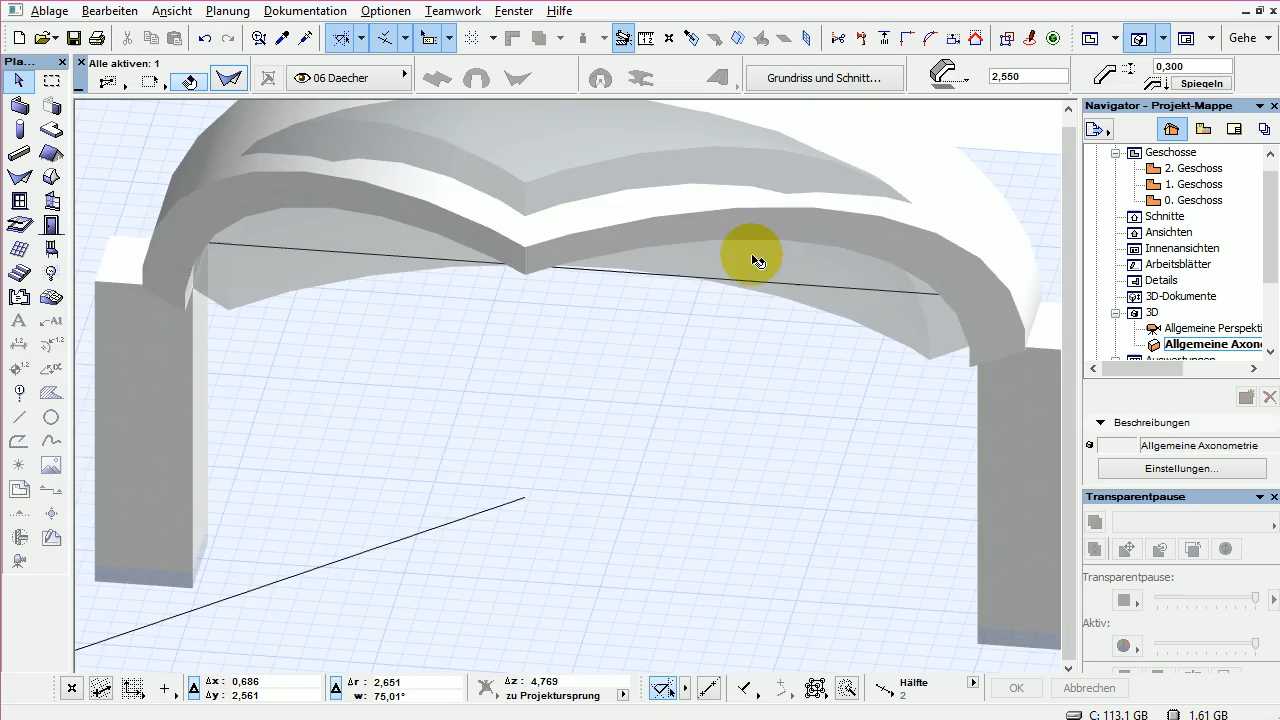 Ablage Bearbeiten Ansicht Planung Dokumentation Optionen Teamwork Fenster Hilfe
Gehe
Pla...
Alle aktiven: 1
06 Daecher
Grundriss und Schnitt...
2,550
0,300
Spiegeln
Navigator - Projekt-Mappe
Geschosse
2. Geschoss
1. Geschoss
0. Geschoss
Schnitte
Ansichten
Innenansichten
Arbeitsblätter
Details
3D-Dokumente
3D
Allgemeine Perspekti
Allgemeine Axon
Beschreibungen
Allgemeine Axonometrie
Einstellungen...
Transparentpause
Transparentpause:
Aktiv:
A
A1
1.2
Δx: 0,686
Δy: 2,561
Δr: 2,651
w: 75,01°
Δz: 4,769
zu Projektursprung
Hälfte
2
OK
Abbrechen
C: 113.1 GB
1.61 GB